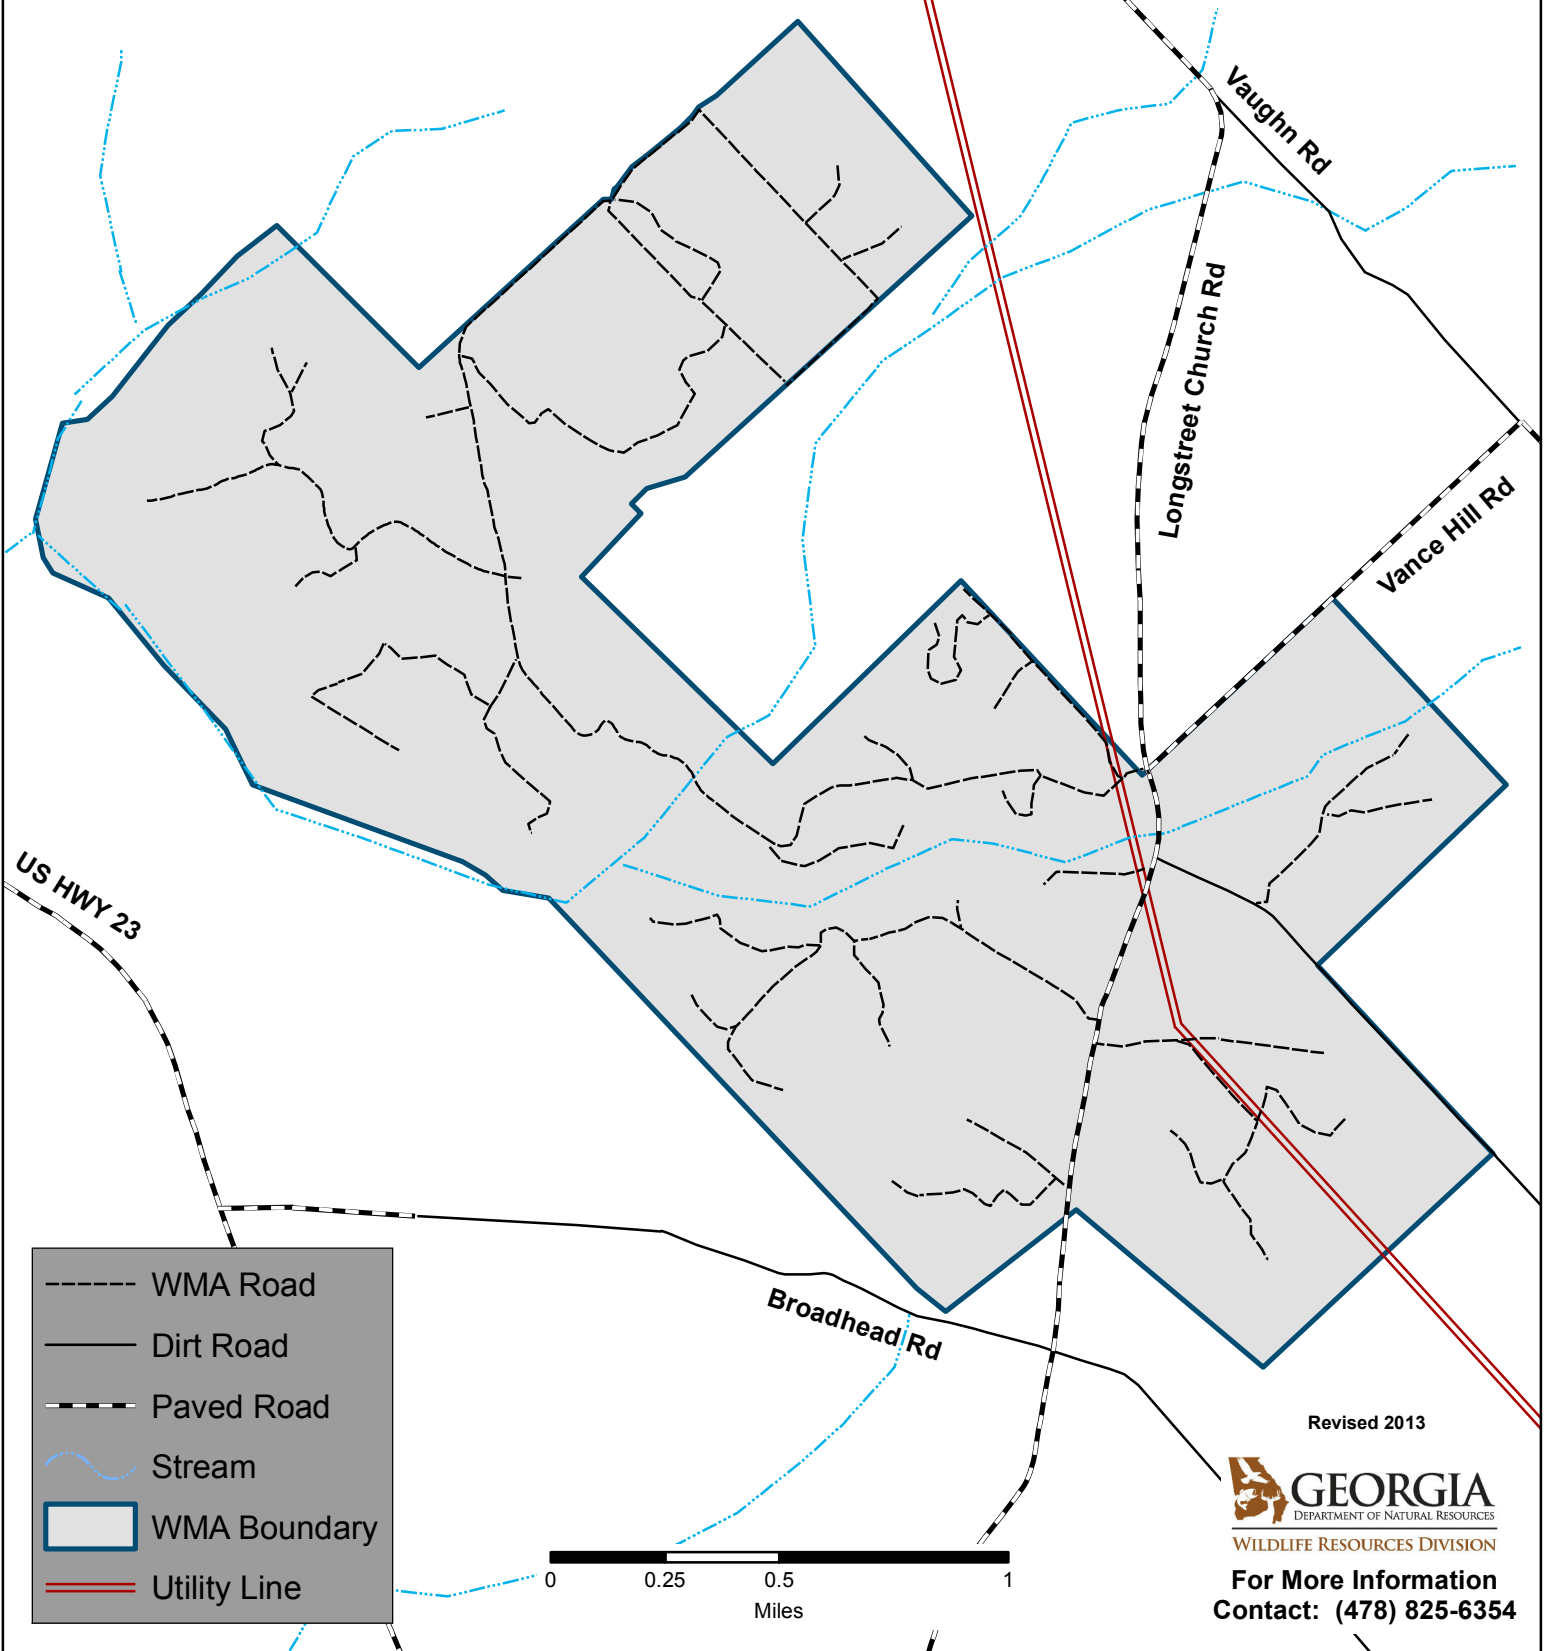 Vaughn Rd
Longstreet Church Rd
Vance Hill Rd
US HWY 23
Broadhead Rd
WMA Road
Dirt Road
Paved Road
Stream
WMA Boundary
Utility Line
0 0.25 0.5 1
Miles
Revised 2013
GEORGIA
DEPARTMENT OF NATURAL RESOURCES
WILDLIFE RESOURCES DIVISION
For More Information
Contact: (478) 825-6354